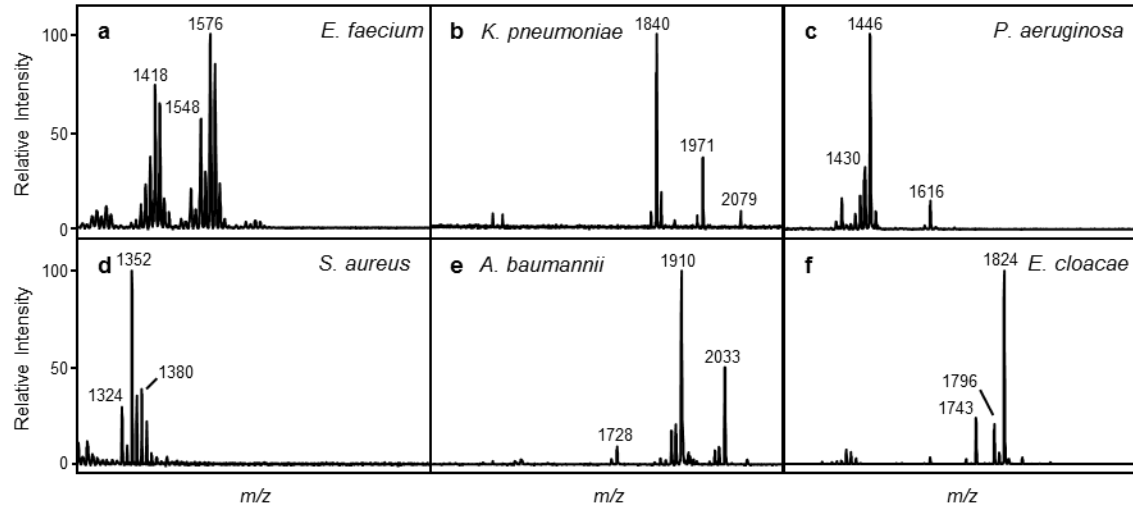 Relative Intensity
100
50
0
a
E. faecium
1576
1418
1548
b
K. pneumoniae
1840
1971
2079
c
P. aeruginosa
1446
1430
1616
Relative Intensity
100
50
0
d
S. aureus
1352
1324
1380
e
A. baumannii
1910
2033
1728
f
E. cloacae
1824
1796
1743
m/z
m/z
m/z